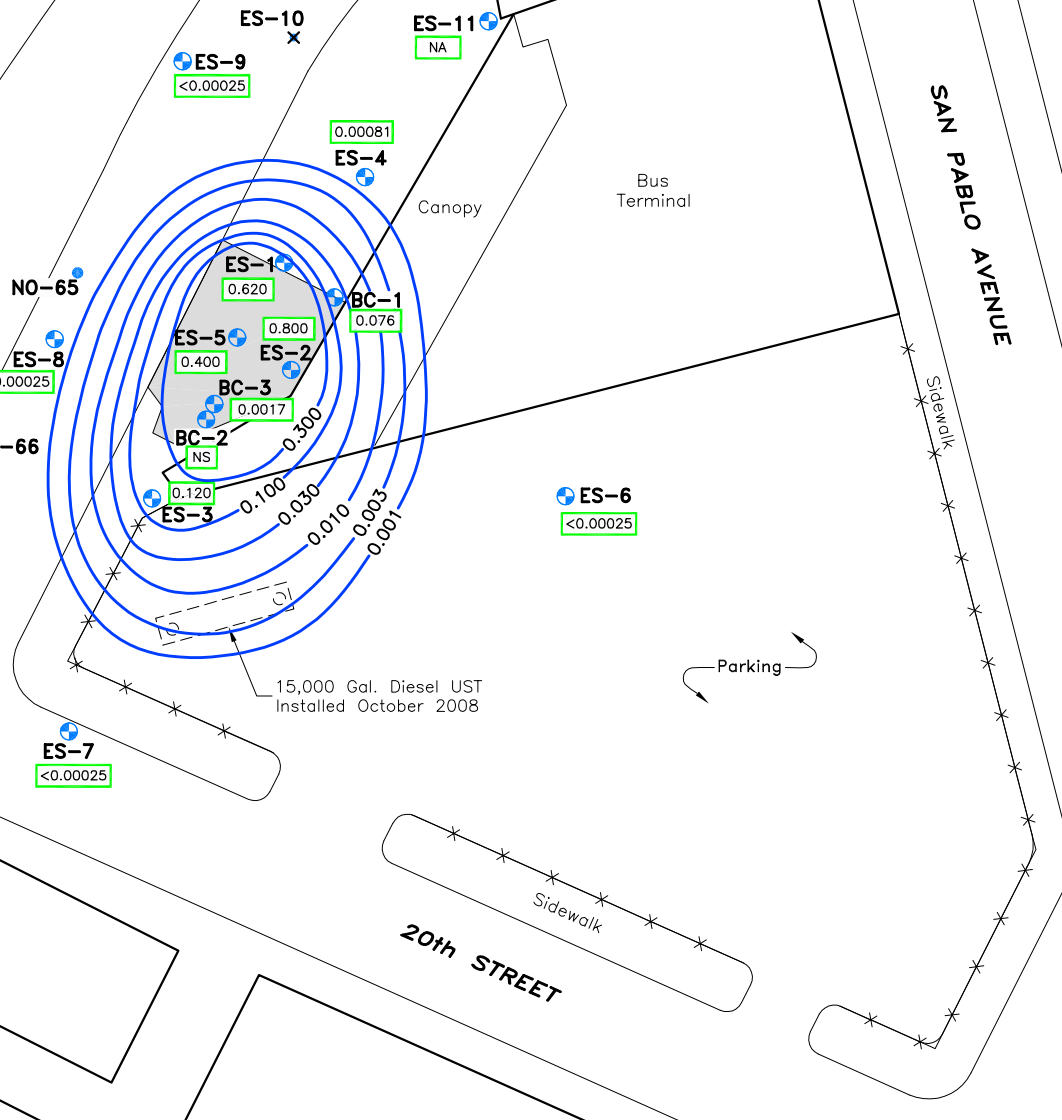 ES-10
ES-11
NA
ES-9
<0.00025
0.00081
ES-4
SAN PABLO AVENUE
Bus
Terminal
Canopy
ES-1
0.620
NO-65
BC-1
0.076
ES-5
0.800
0.400
ES-2
ES-8
0.00025
BC-3
0.0017
Sidewalk
0.300
BC-2
NS
-66
0.120
ES-3
0.100
0.030
0.010
0.003
0.001
ES-6
<0.00025
Parking
15,000 Gal. Diesel UST
Installed October 2008
ES-7
<0.00025
Sidewalk
20th STREET